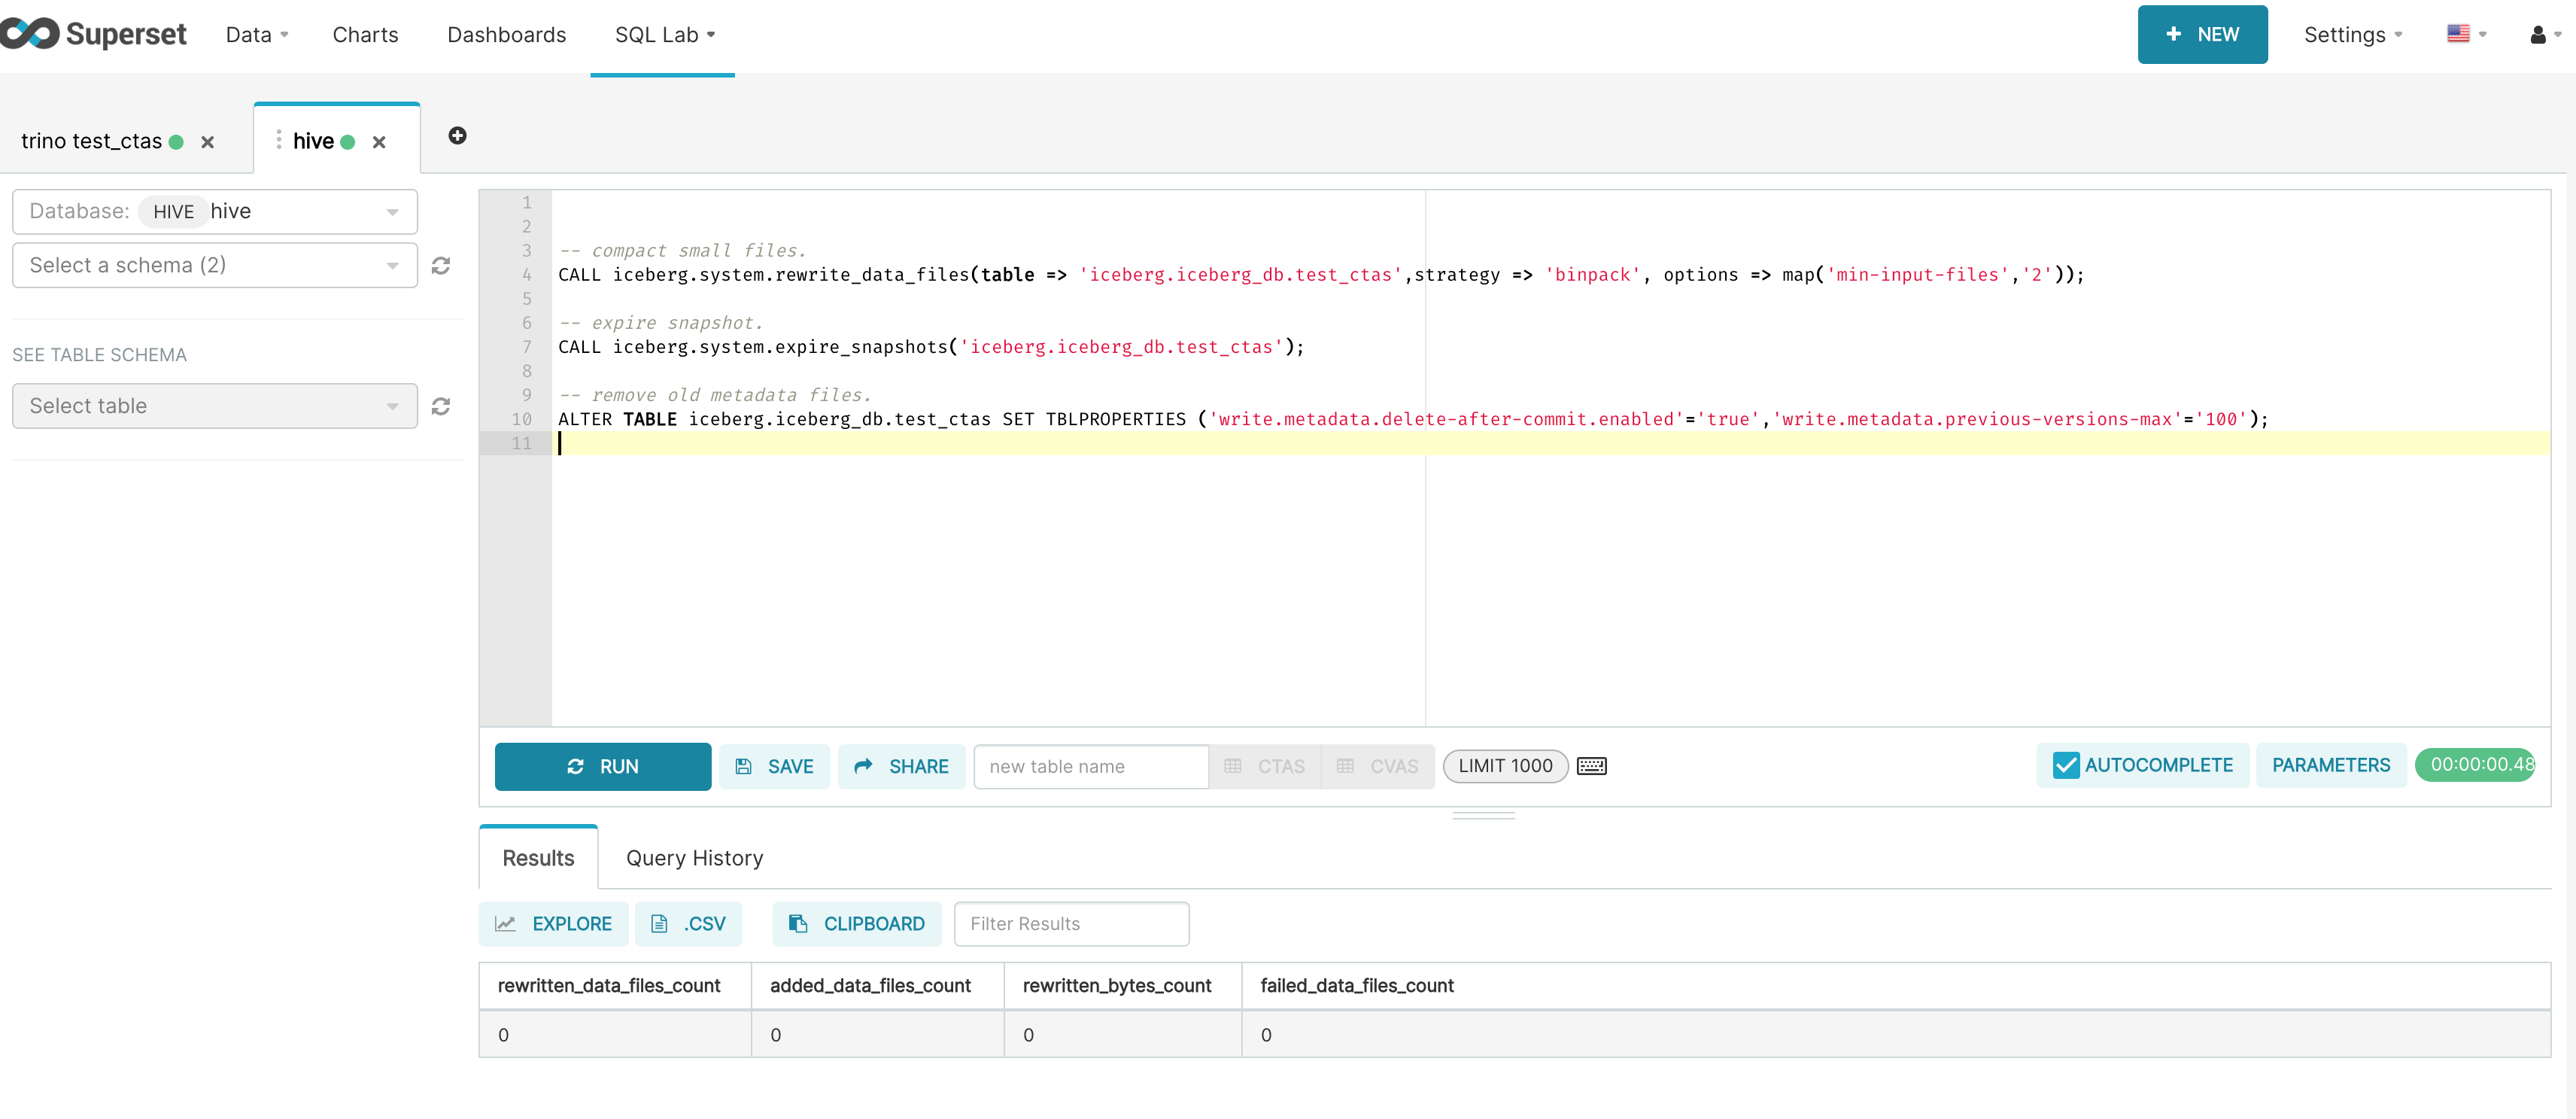 Superset Data Charts Dashboards SQL Lab + NEW Settings
trino test_ctas hive
Database: HIVE hive
Select a schema (2)
SEE TABLE SCHEMA
Select table
1
2
3 -- compact small files.
4 CALL iceberg.system.rewrite_data_files(table => 'iceberg.iceberg_db.test_ctas',strategy => 'binpack', options => map('min-input-files','2'));
5
6 -- expire snapshot.
7 CALL iceberg.system.expire_snapshots('iceberg.iceberg_db.test_ctas');
8
9 -- remove old metadata files.
10 ALTER TABLE iceberg.iceberg_db.test_ctas SET TBLPROPERTIES ('write.metadata.delete-after-commit.enabled'='true','write.metadata.previous-versions-max'='100');
11
RUN SAVE SHARE new table name CTAS CVAS LIMIT 1000 AUTOCOMPLETE PARAMETERS 00:00:00.48
Results Query History
EXPLORE .CSV CLIPBOARD Filter Results
rewritten_data_files_count added_data_files_count rewritten_bytes_count failed_data_files_count
0 0 0 0